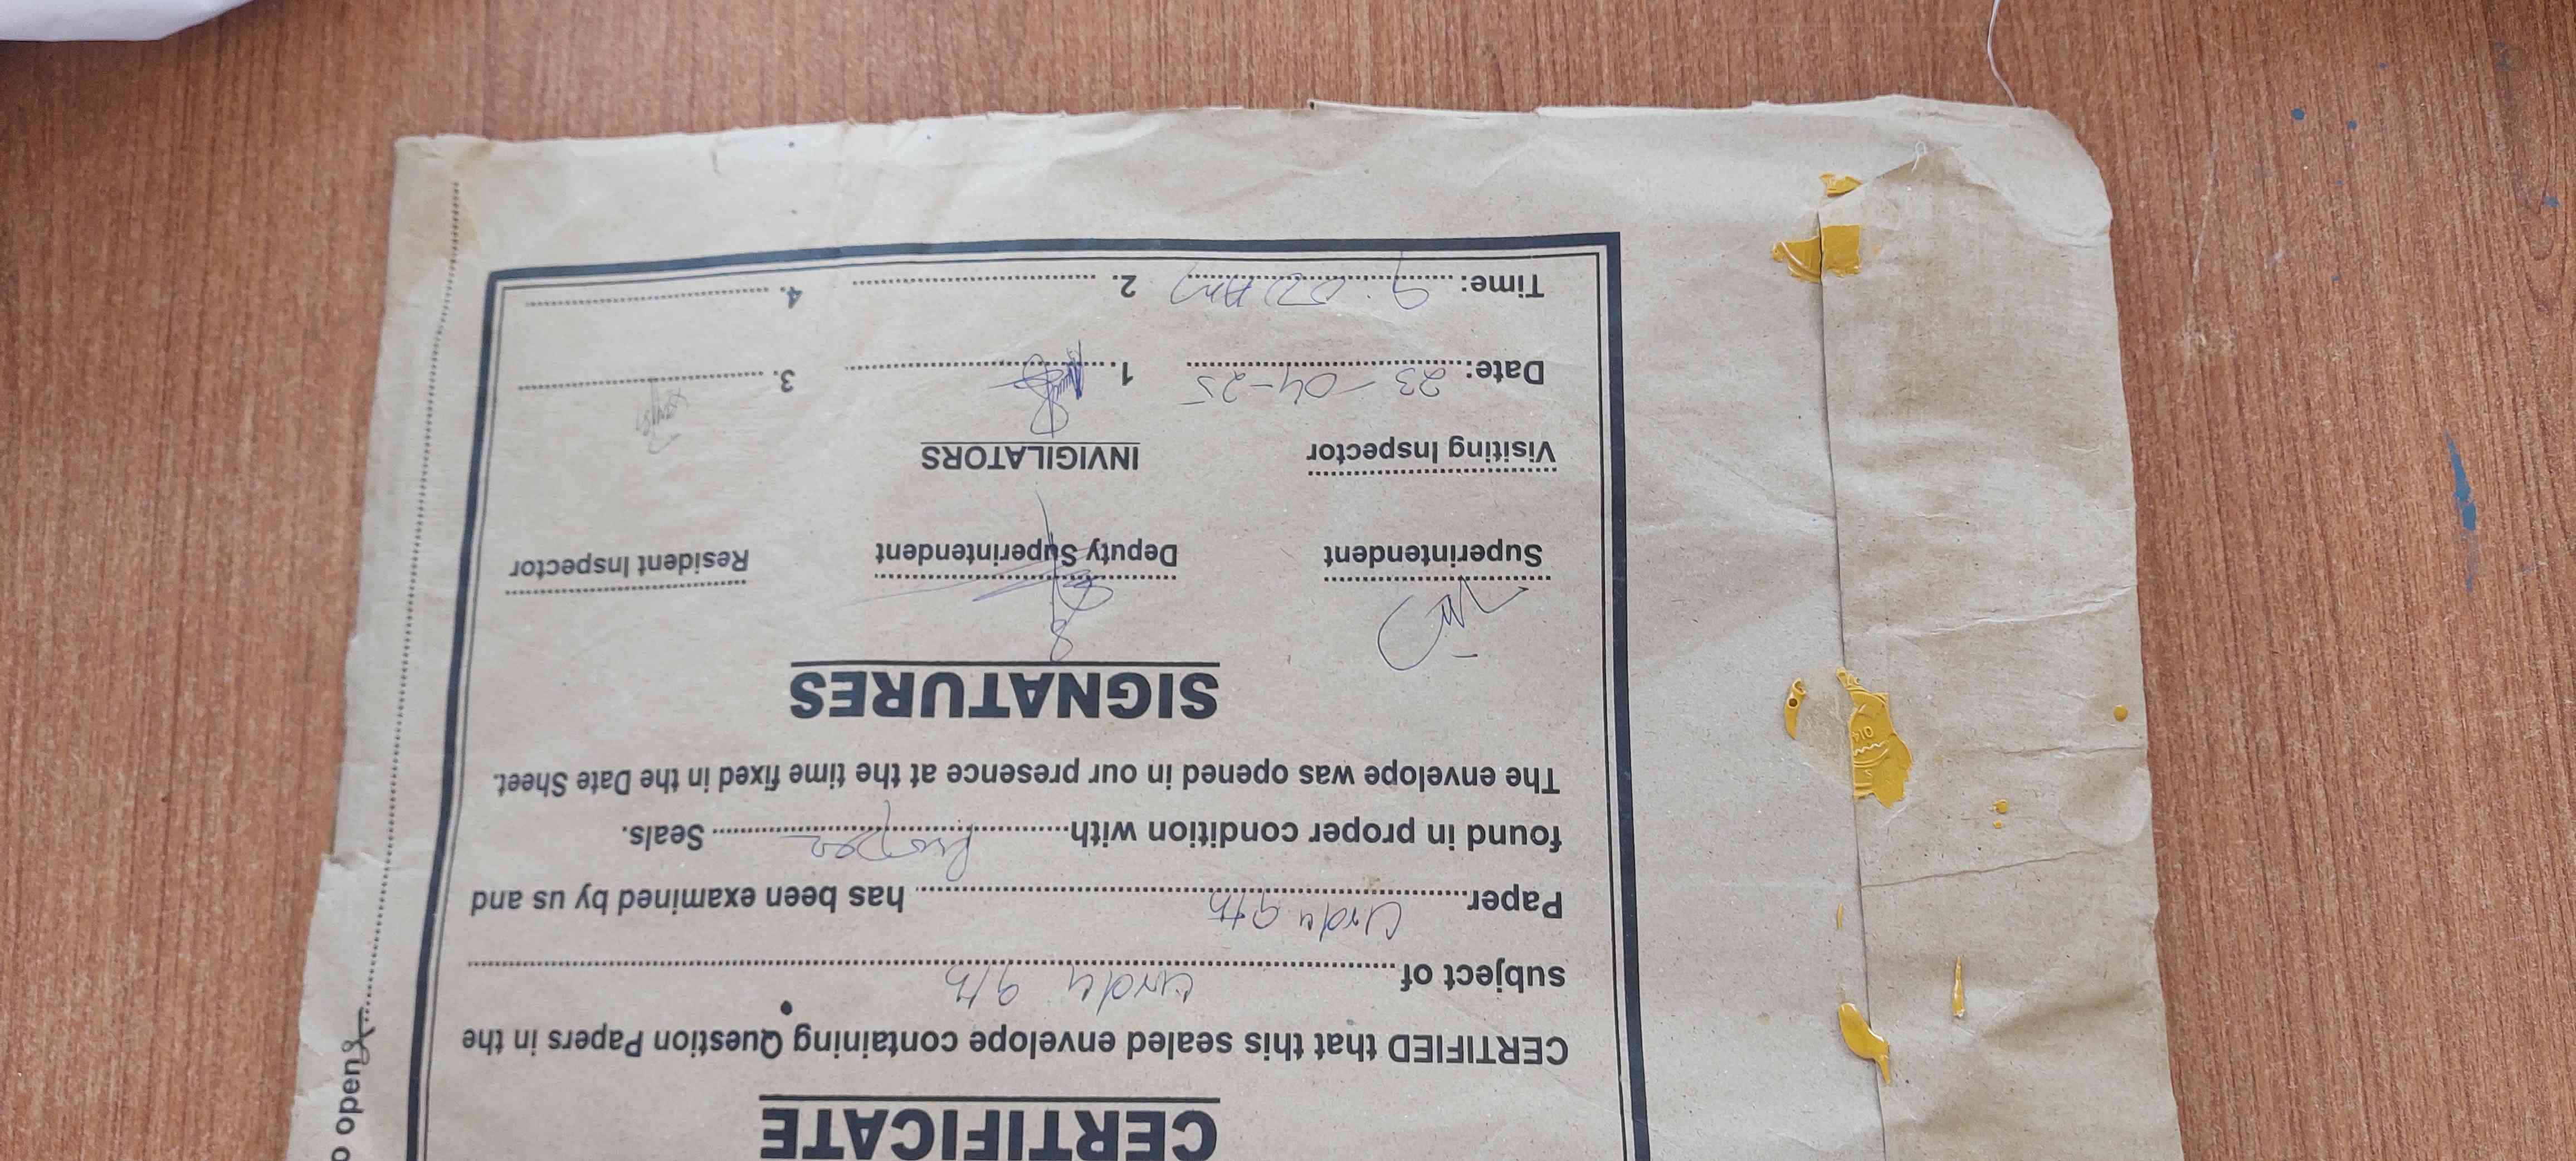 CERTIFICATE
CERTIFIED that this sealed envelope containing Question Papers in the
subject of Urdu 9th
Paper Urdu 9th has been examined by us and
found in proper condition with Proper Seals.
The envelope was opened in our presence at the time fixed in the Date Sheet.
SIGNATURES
Superintendent Deputy Superintendent Resident Inspector
Visiting Inspector INVIGILATORS
Date: 23-04-25 1. 3.
Time: 9:00 Am 2. 4.
o open
014